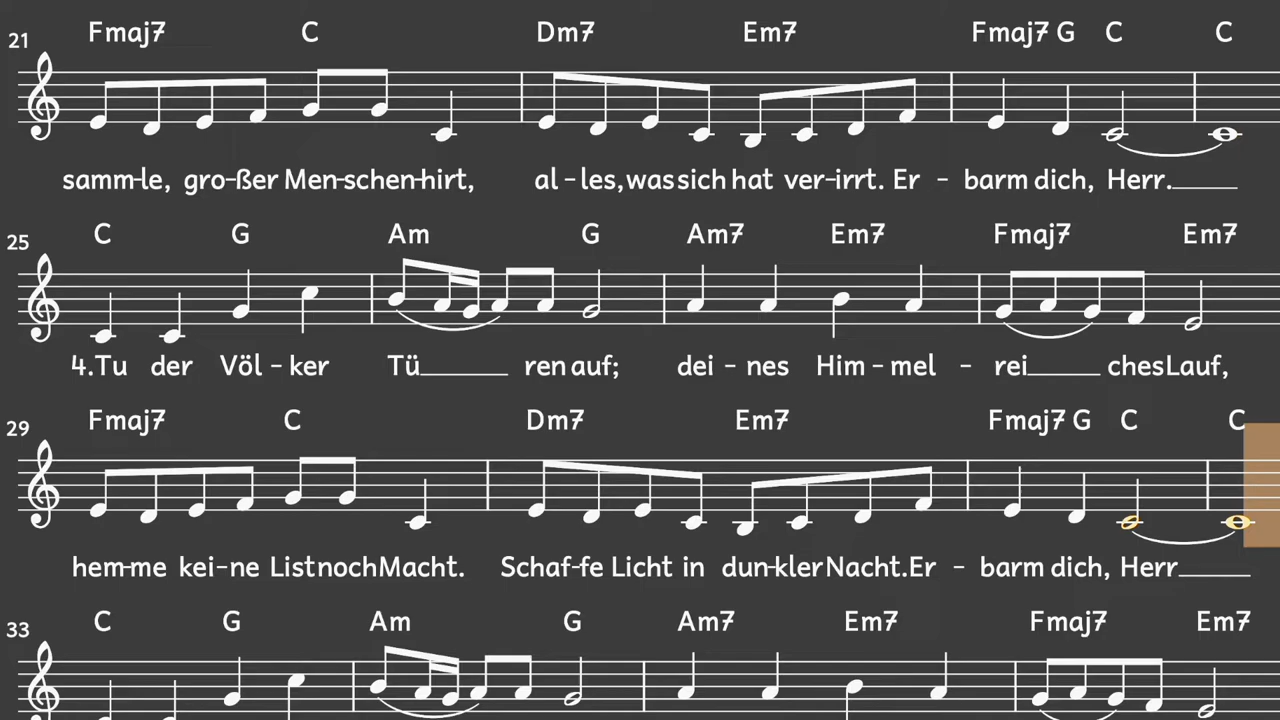 Fmaj7 C Dm7 Em7 Fmaj7 G C C
21
samm-le, gro-ßer Men-schen-hirt, al-les, was sich hat ver-irrt. Er-barm dich, Herr.
C G Am G Am7 Em7 Fmaj7 Em7
25
4.Tu der Völ-ker Tü ren auf; dei-nes Him-mel-rei ches Lauf,
Fmaj7 C Dm7 Em7 Fmaj7 G C C
29
hem-me kei-ne List noch Macht. Schaf-fe Licht in dun-kler Nacht. Er-barm dich, Herr
C G Am G Am7 Em7 Fmaj7 Em7
33